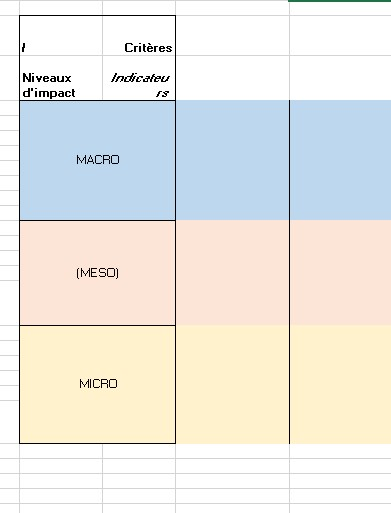 / Critères
Niveaux Indicateu
d'impact rs
MACRO
(MESO)
MICRO